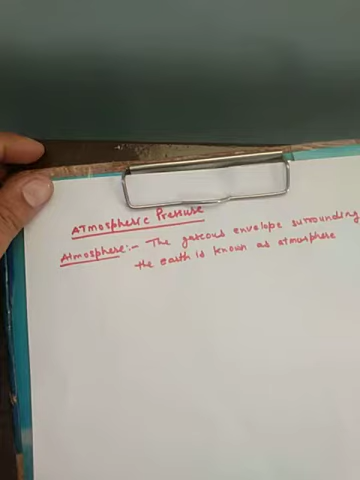 Atmospheric Pressure
Atmosphere:- The gaseous envelope surrounding
the earth is known as atmosphere